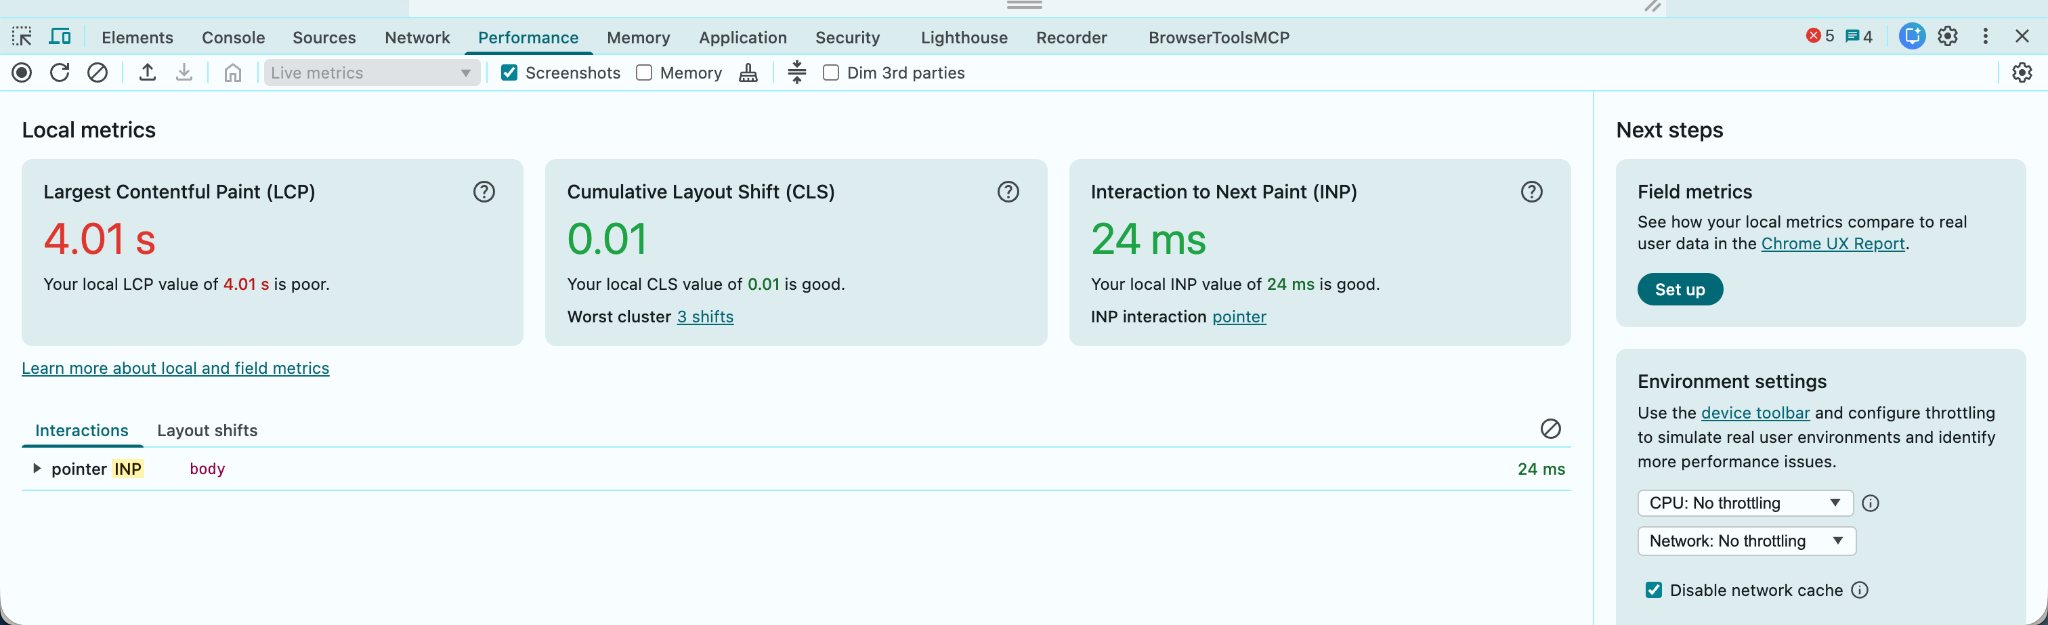 Elements Console Sources Network Performance Memory Application Security Lighthouse Recorder BrowserToolsMCP 5 4
Live metrics Screenshots Memory Dim 3rd parties
Local metrics
Largest Contentful Paint (LCP)
4.01 s
Your local LCP value of 4.01 s is poor.
Cumulative Layout Shift (CLS)
0.01
Your local CLS value of 0.01 is good.
Worst cluster 3 shifts
Interaction to Next Paint (INP)
24 ms
Your local INP value of 24 ms is good.
INP interaction pointer
Learn more about local and field metrics
Interactions Layout shifts
pointer INP body 24 ms
Next steps
Field metrics
See how your local metrics compare to real
user data in the Chrome UX Report.
Set up
Environment settings
Use the device toolbar and configure throttling
to simulate real user environments and identify
more performance issues.
CPU: No throttling
Network: No throttling
Disable network cache